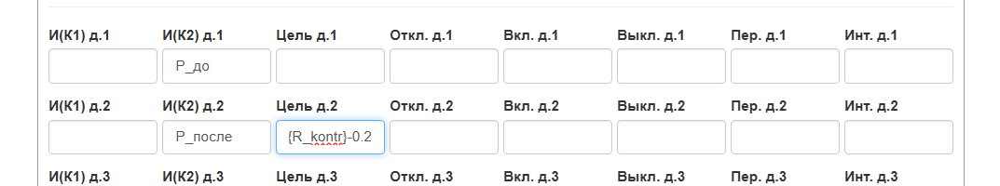 И(К1) д.1 И(К2) д.1 Цель д.1 Откл. д.1 Вкл. д.1 Выкл. д.1 Пер. д.1 Инт. д.1
Р_до
И(К1) д.2 И(К2) д.2 Цель д.2 Откл. д.2 Вкл. д.2 Выкл. д.2 Пер. д.2 Инт. д.2
Р_после {R_kontr}-0.2
И(К1) д.3 И(К2) д.3 Цель д.3 Откл. д.3 Вкл. д.3 Выкл. д.3 Пер. д.3 Инт. д.3